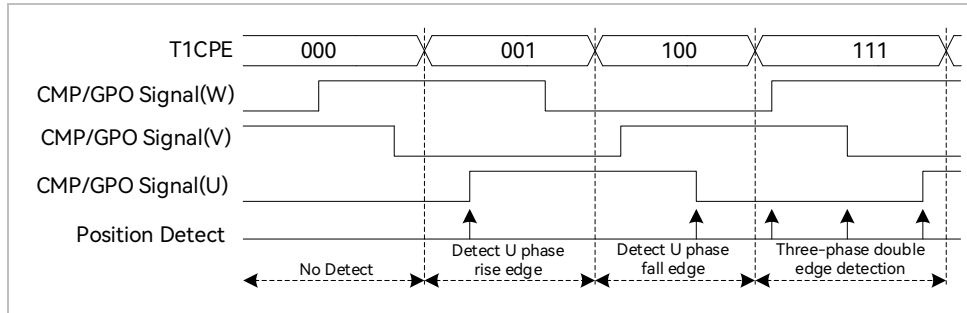 T1CPE 000 001 100 111
CMP/GPO Signal(W)
CMP/GPO Signal(V)
CMP/GPO Signal(U)
Position Detect
No Detect
Detect U phase
rise edge
Detect U phase
fall edge
Three-phase double
edge detection